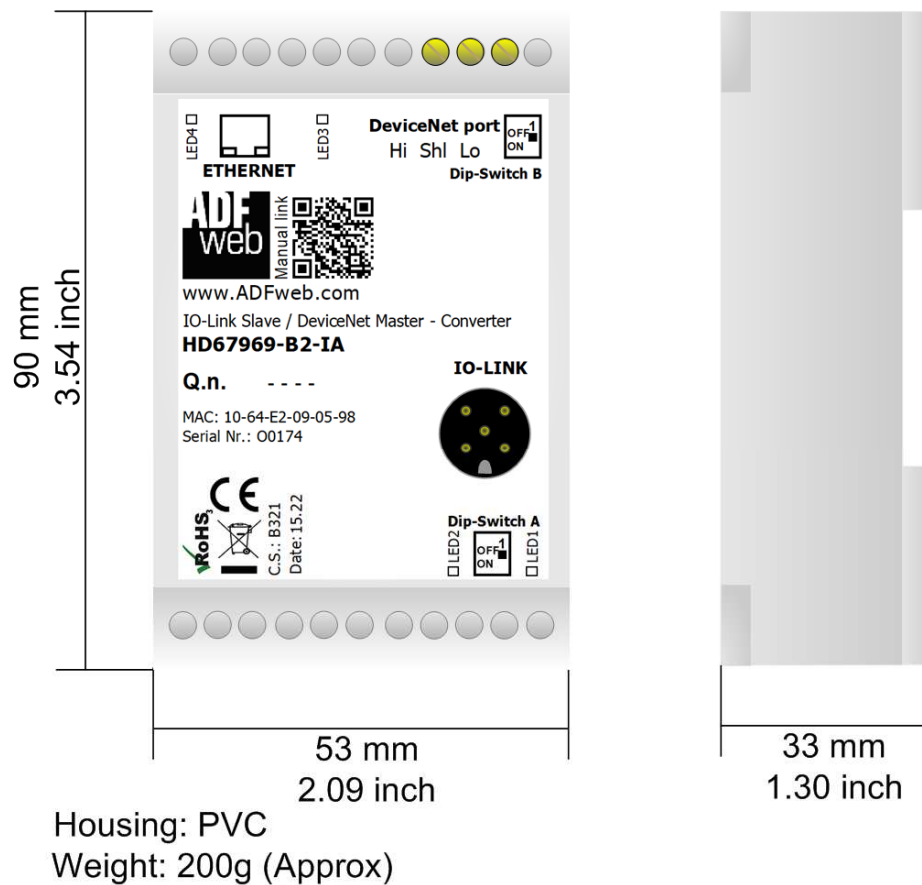 LED4
ETHERNET
LED3
DeviceNet port
Hi Shl Lo
OFF 1
ON
Dip-Switch B
ADF
web
Manual link
www.ADFweb.com
IO-Link Slave / DeviceNet Master - Converter
HD67969-B2-IA
Q.n. - - - -
MAC: 10-64-E2-09-05-98
Serial Nr.: O0174
IO-LINK
CE
RoHS3
C.S.: B321
Date: 15.22
Dip-Switch A
LED2
OFF 1
ON
LED1
90 mm
3.54 inch
53 mm
2.09 inch
33 mm
1.30 inch
Housing: PVC
Weight: 200g (Approx)